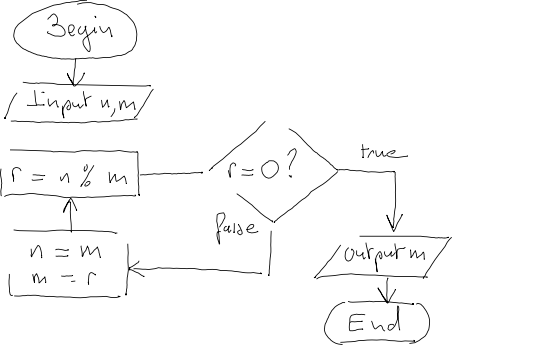 Begin
Input n, m
r = n % m
r = 0 ?
true
false
n = m
m = r
output m
End